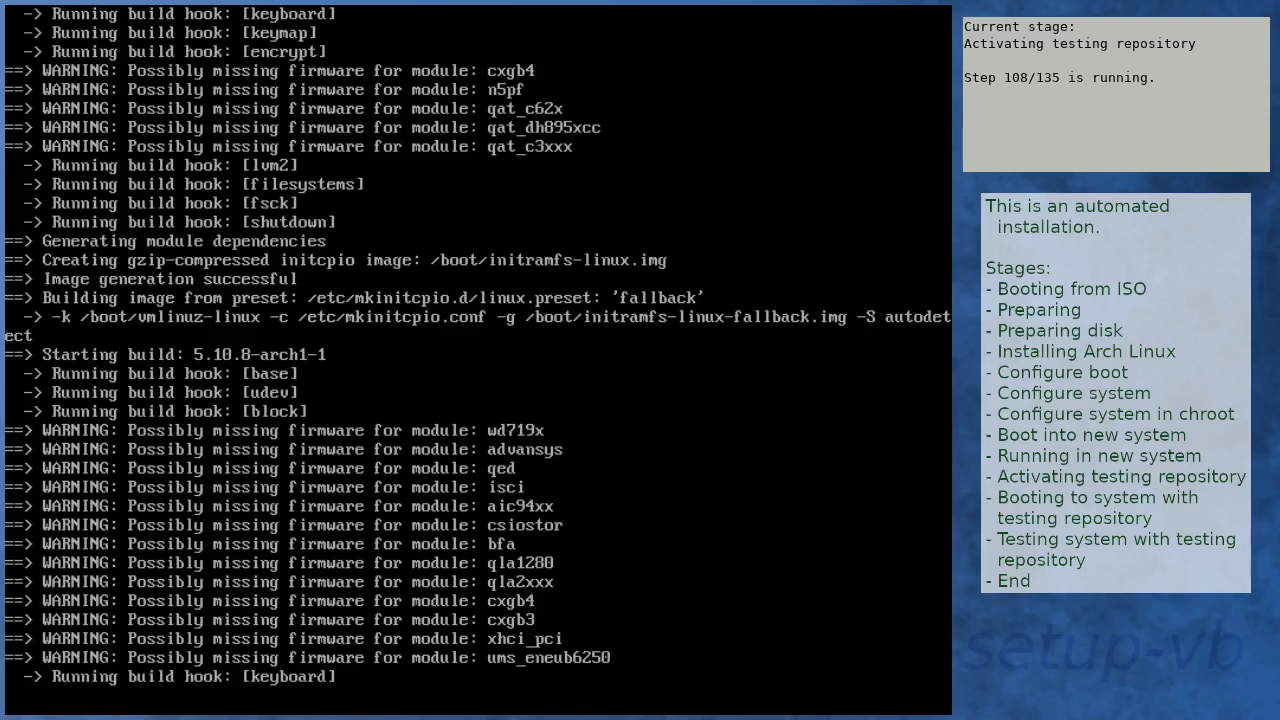 -> Running build hook: [keyboard]
-> Running build hook: [keymap]
-> Running build hook: [encrypt]
==> WARNING: Possibly missing firmware for module: cxgb4
==> WARNING: Possibly missing firmware for module: n5pf
==> WARNING: Possibly missing firmware for module: qat_c62x
==> WARNING: Possibly missing firmware for module: qat_dh895xcc
==> WARNING: Possibly missing firmware for module: qat_c3xxx
-> Running build hook: [lvm2]
-> Running build hook: [filesystems]
-> Running build hook: [fsck]
-> Running build hook: [shutdown]
==> Generating module dependencies
==> Creating gzip-compressed initcpio image: /boot/initramfs-linux.img
==> Image generation successful
==> Building image from preset: /etc/mkinitcpio.d/linux.preset: 'fallback'
-> -k /boot/vmlinuz-linux -c /etc/mkinitcpio.conf -g /boot/initramfs-linux-fallback.img -S autodet
ect
==> Starting build: 5.10.8-arch1-1
-> Running build hook: [base]
-> Running build hook: [udev]
-> Running build hook: [block]
==> WARNING: Possibly missing firmware for module: wd719x
==> WARNING: Possibly missing firmware for module: advansys
==> WARNING: Possibly missing firmware for module: qed
==> WARNING: Possibly missing firmware for module: isci
==> WARNING: Possibly missing firmware for module: aic94xx
==> WARNING: Possibly missing firmware for module: csiostor
==> WARNING: Possibly missing firmware for module: bfa
==> WARNING: Possibly missing firmware for module: qla1280
==> WARNING: Possibly missing firmware for module: qla2xxx
==> WARNING: Possibly missing firmware for module: cxgb4
==> WARNING: Possibly missing firmware for module: cxgb3
==> WARNING: Possibly missing firmware for module: xhci_pci
==> WARNING: Possibly missing firmware for module: ums_eneub6250
-> Running build hook: [keyboard]
Current stage:
Activating testing repository
Step 108/135 is running.
This is an automated
installation.
Stages:
- Booting from ISO
- Preparing
- Preparing disk
- Installing Arch Linux
- Configure boot
- Configure system
- Configure system in chroot
- Boot into new system
- Running in new system
- Activating testing repository
- Booting to system with
testing repository
- Testing system with testing
repository
- End
setup-vb